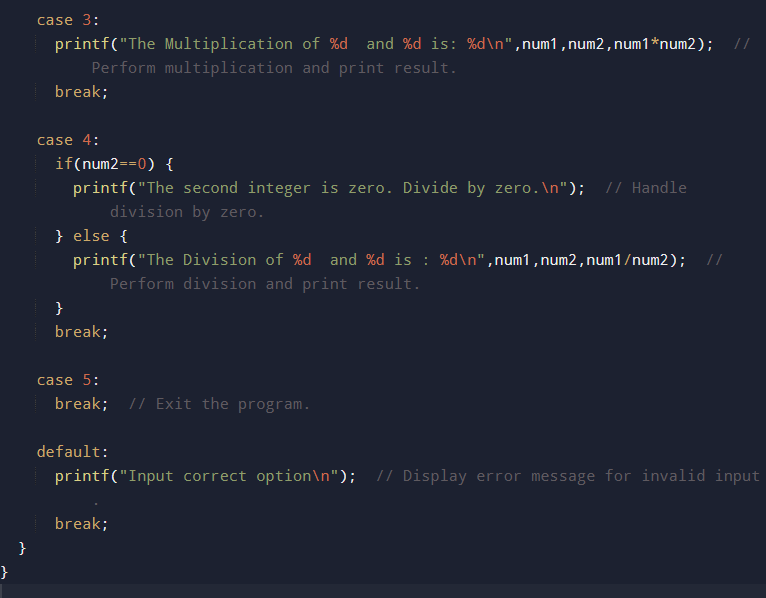 case 3:
printf("The Multiplication of %d  and %d is: %d\n",num1,num2,num1*num2);  //
Perform multiplication and print result.
break;
case 4:
if(num2==0) {
printf("The second integer is zero. Divide by zero.\n");  // Handle
division by zero.
} else {
printf("The Division of %d  and %d is : %d\n",num1,num2,num1/num2);  //
Perform division and print result.
}
break;
case 5:
break;  // Exit the program.
default:
printf("Input correct option\n");  // Display error message for invalid input
.
break;
}
}